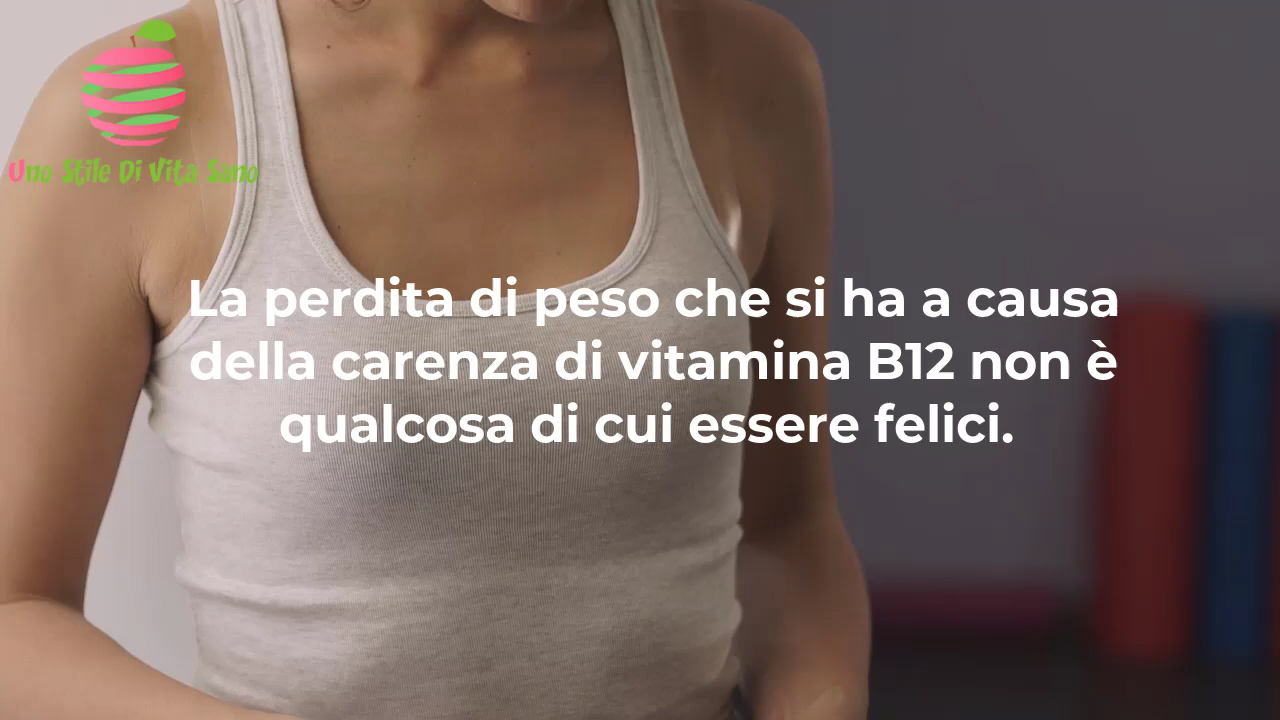 Uno Stile Di Vita Sano
La perdita di peso che si ha a causa
della carenza di vitamina B12 non è
qualcosa di cui essere felici.